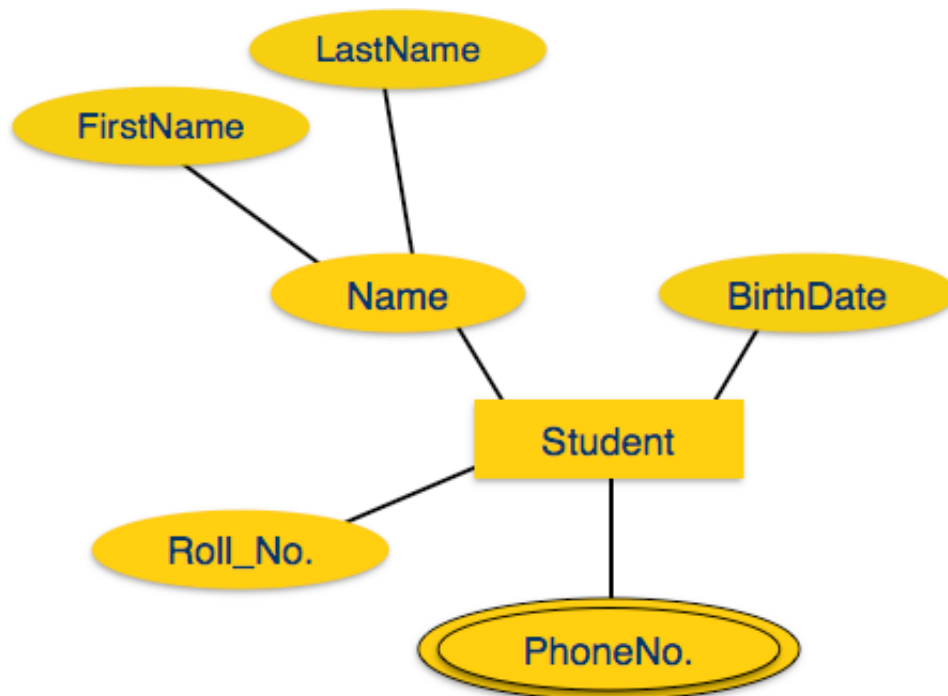 LastName
FirstName
Name
BirthDate
Student
Roll_No.
PhoneNo.